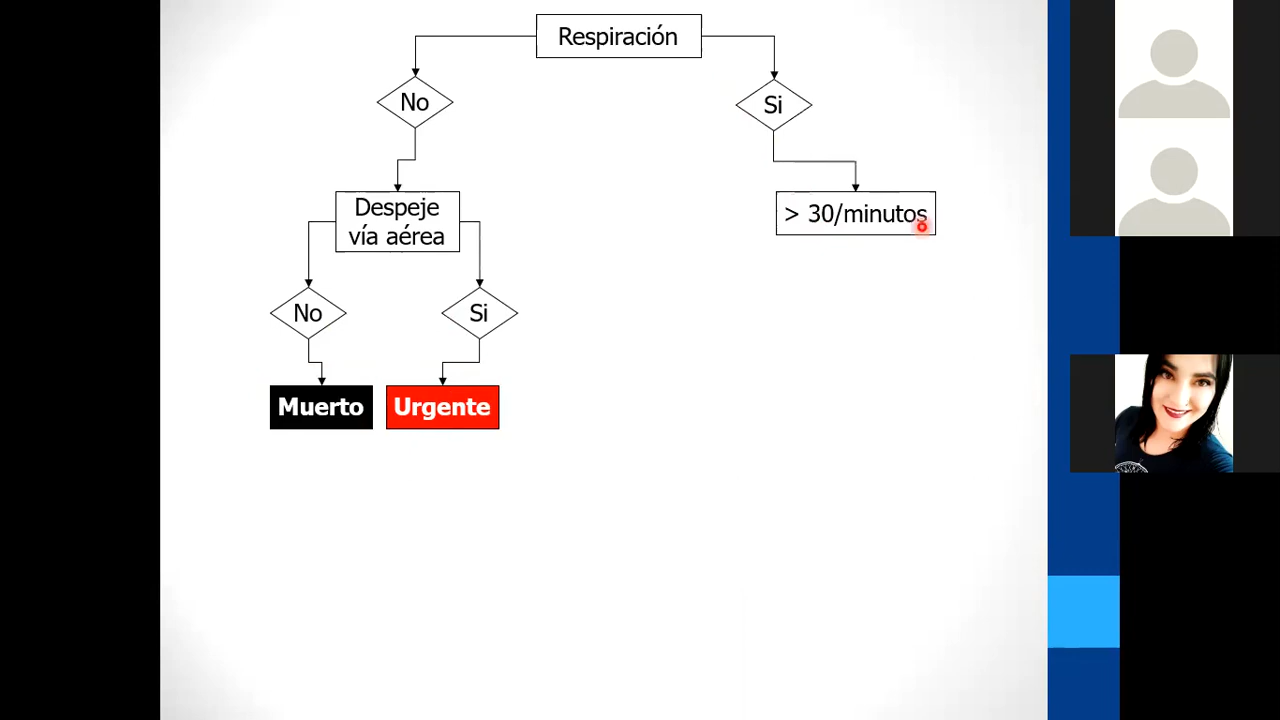 Respiración
No
Si
Despeje
vía aérea
> 30/minutos
No
Si
Muerto
Urgente